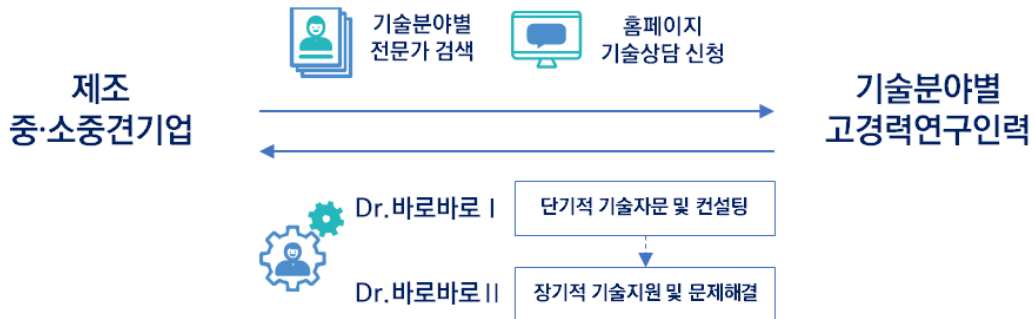 기술분야별
전문가 검색
홈페이지
기술상담 신청
제조
중·소중견기업
기술분야별
고경력연구인력
Dr.바로바로Ⅰ
단기적 기술자문 및 컨설팅
Dr.바로바로Ⅱ
장기적 기술지원 및 문제해결